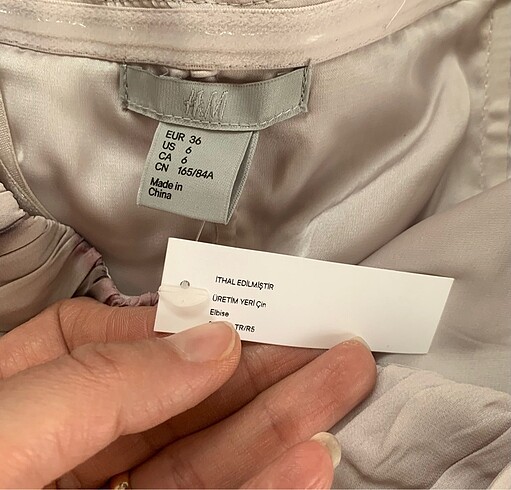 H&M
EUR 36
US 6
CA 6
CN 165/84A
Made in
China
İTHAL EDİLMİŞTİR
ÜRETİM YERİ Çin
Elbise
TR/R5